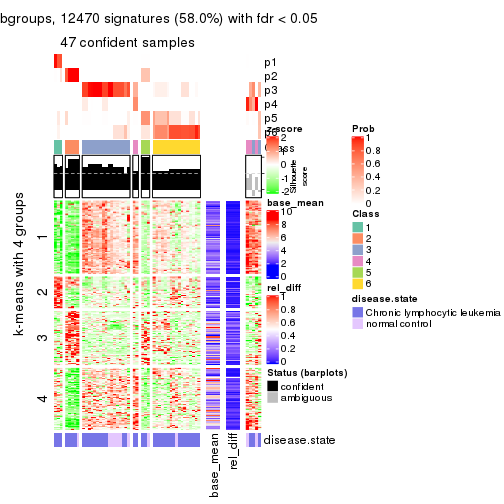 bgroups, 12470 signatures (58.0%) with fdr < 0.05
47 confident samples
p1
p2
p3
p4
p5
z-score
2
1
0
-1
-2
Silhouette
score
base_mean
10
8
6
4
2
0
rel_diff
1
0.8
0.6
0.4
0.2
0
Status (barplots)
confident
ambiguous
Prob
1
0.8
0.6
0.4
0.2
0
Class
1
2
3
4
5
6
disease.state
Chronic lymphocytic leukemia
normal control
k-means with 4 groups
1
2
3
4
disease.state
base_mean
rel_diff